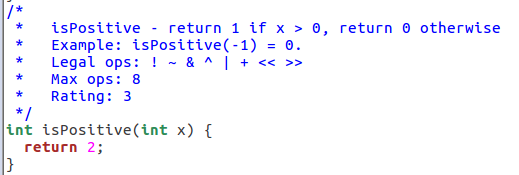 /*
 *   isPositive - return 1 if x > 0, return 0 otherwise
 *   Example: isPositive(-1) = 0.
 *   Legal ops: ! ~ & ^ | + << >>
 *   Max ops: 8
 *   Rating: 3
 */
int isPositive(int x) {
  return 2;
}